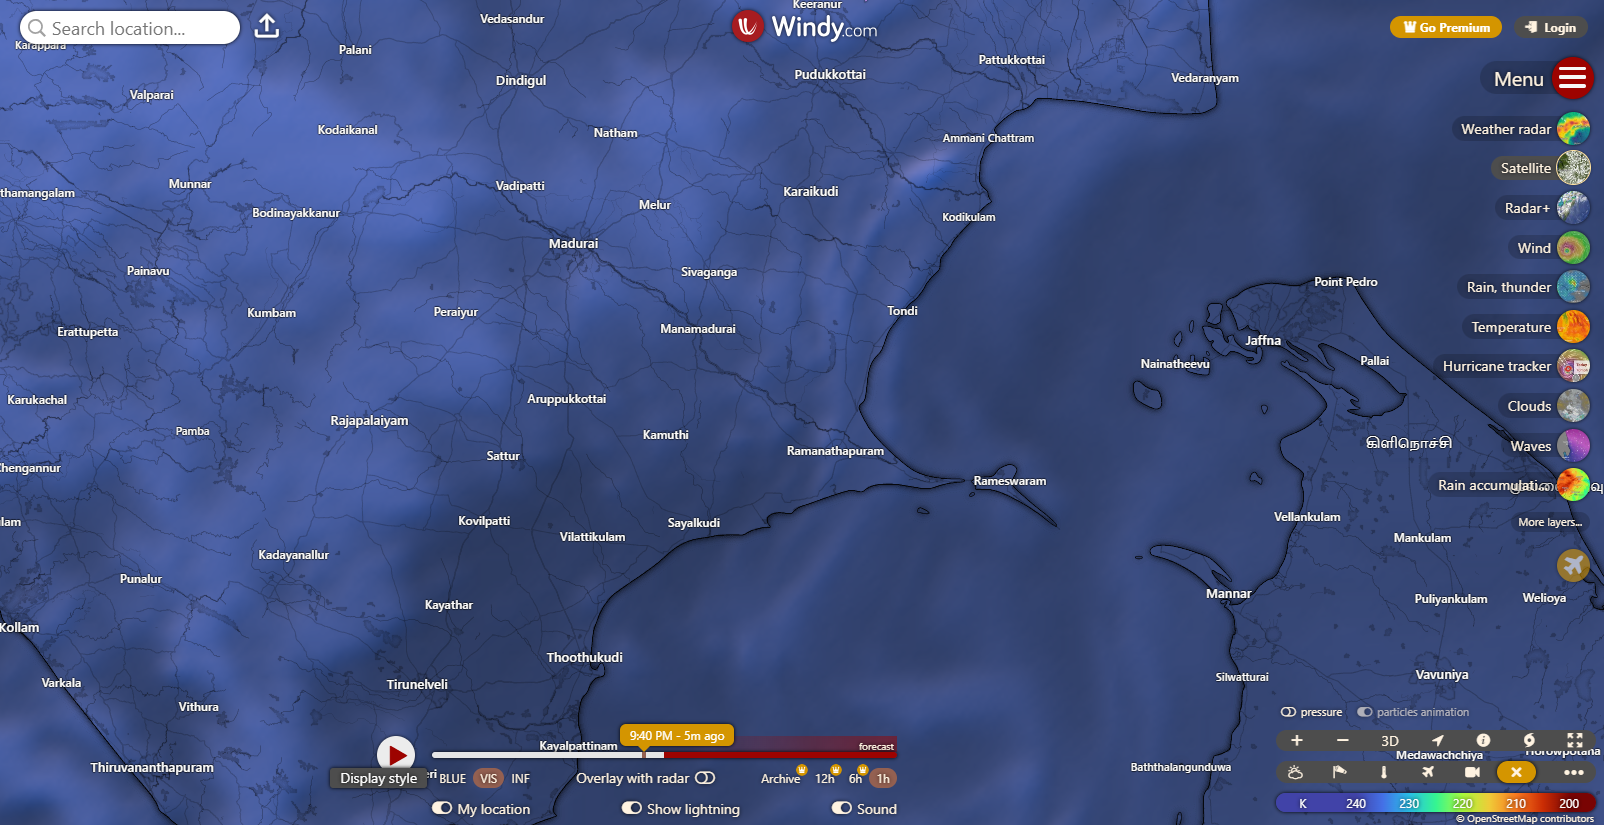 Search location...
Windy.com
Go Premium
Login
Menu
Weather radar
Satellite
Radar+
Wind
Rain, thunder
Temperature
Hurricane tracker
Clouds
Waves
More layers...
Keeranur
Vedasandur
Karappara
Palani
Pattukkottai
Pudukkottai
Vedaranyam
Dindigul
Valparai
Kodaikanal
Natham
Ammani Chattram
Munnar
Vadipatti
Karaikudi
thamangalam
Melur
Bodinayakkanur
Kodikulam
Madurai
Painavu
Sivaganga
Point Pedro
Kumbam
Peraiyur
Tondi
Erattupetta
Manamadurai
Jaffna
Nainatheevu
Pallai
Karukachal
Aruppukkottai
Rajapalaiyam
Pamba
Kamuthi
கிளிநொச்சி
Ramanathapuram
Sattur
hengannur
Rameswaram
Vellankulam
lam
Kovilpatti
Sayalkudi
Vilattikulam
Mankulam
Kadayanallur
Punalur
Mannar
Welioya
Puliyankulam
Kayathar
Kollam
Thoothukudi
Vavuniya
Silwatturai
Varkala
Tirunelveli
Vithura
Kayalpattinam
Thiruvananthapuram
Baththalangunduwa
Medawachchiya
9:40 PM - 5m ago
forecast
Display style
BLUE VIS INF
Overlay with radar
Archive 12h 6h 1h
My location
Show lightning
Sound
pressure
particles animation
3D
K 240 230 220 210 200
© OpenStreetMap contributors